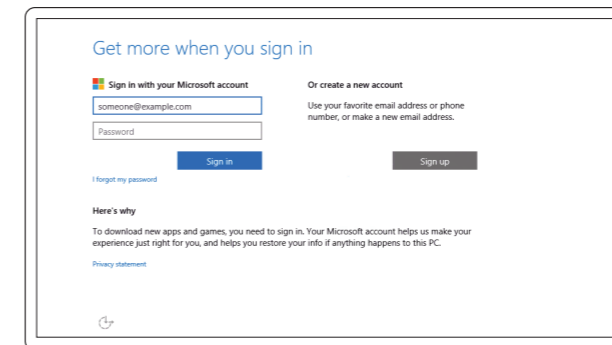 Get more when you sign in
Sign in with your Microsoft account
someone@example.com
Password
Sign in
I forgot my password
Or create a new account
Use your favorite email address or phone
number, or make a new email address.
Sign up
Here's why
To download new apps and games, you need to sign in. Your Microsoft account helps us make your
experience just right for you, and helps you restore your info if anything happens to this PC.
Privacy statement